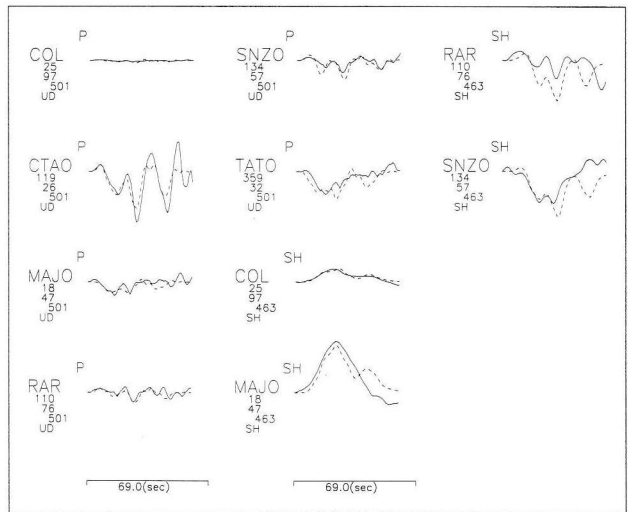 P
COL
25
97
501
UD
P
CTAO
119
26
501
UD
P
MAJO
18
47
501
UD
P
RAR
110
76
501
UD
69.0(sec)
P
SNZO
134
57
501
UD
P
TATO
359
32
501
UD
SH
COL
25
97
463
SH
SH
MAJO
18
47
463
SH
69.0(sec)
SH
RAR
110
76
463
SH
SH
SNZO
134
57
463
SH